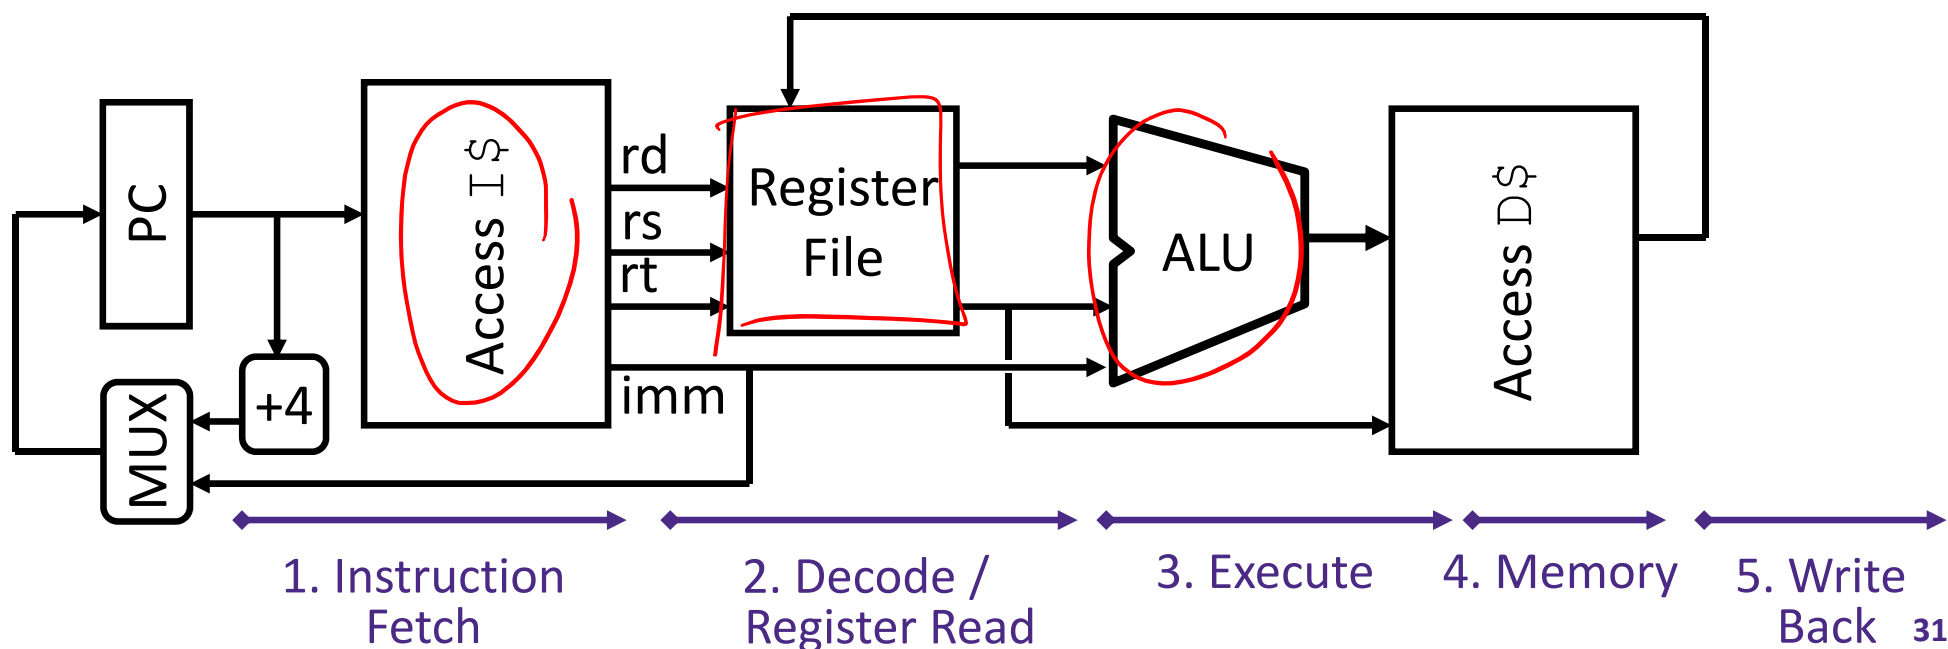 PC
MUX
+4
Access I$
rd
rs
rt
imm
Register
File
ALU
Access D$
1. Instruction
Fetch
2. Decode /
Register Read
3. Execute
4. Memory
5. Write
Back
31